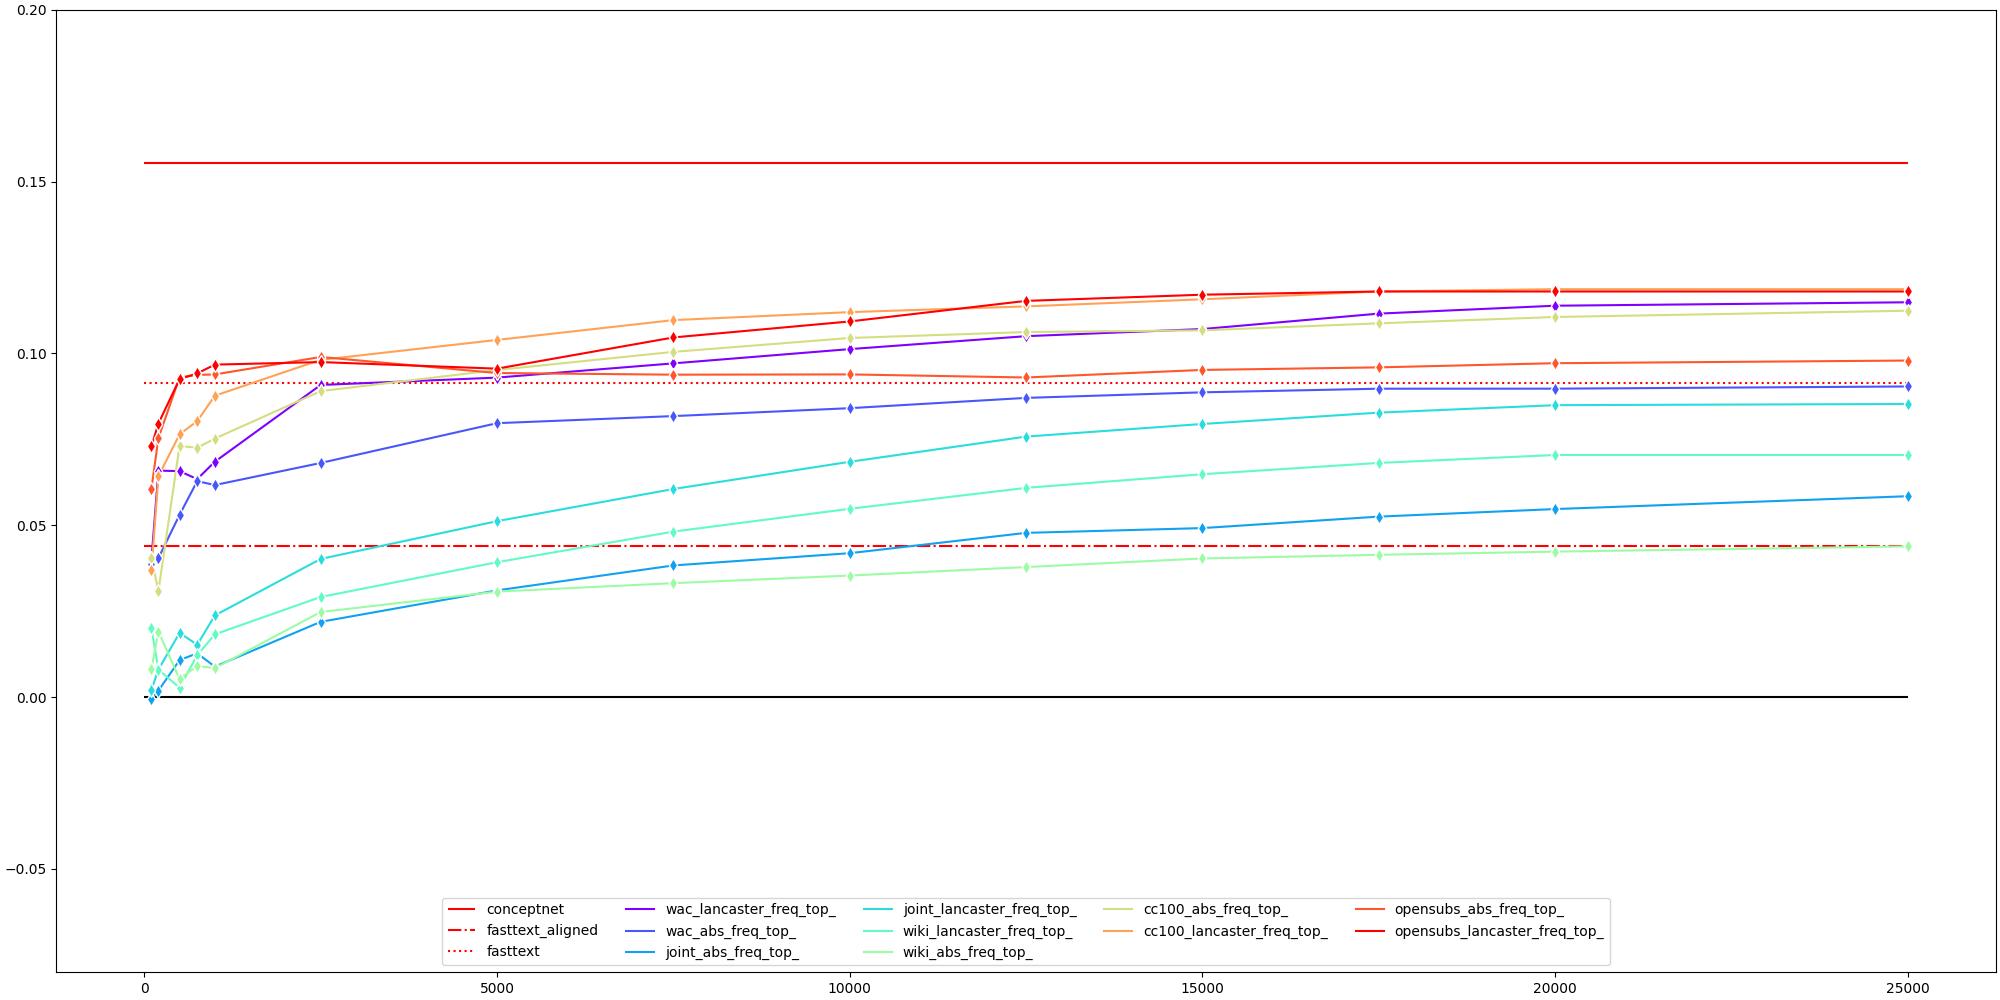 0.20
0.15
0.10
0.05
0.00
−0.05
conceptnet
fasttext_aligned
fasttext
wac_lancaster_freq_top_
wac_abs_freq_top_
joint_abs_freq_top_
joint_lancaster_freq_top_
wiki_lancaster_freq_top_
wiki_abs_freq_top_
cc100_abs_freq_top_
cc100_lancaster_freq_top_
opensubs_abs_freq_top_
opensubs_lancaster_freq_top_
0 5000 10000 15000 20000 25000